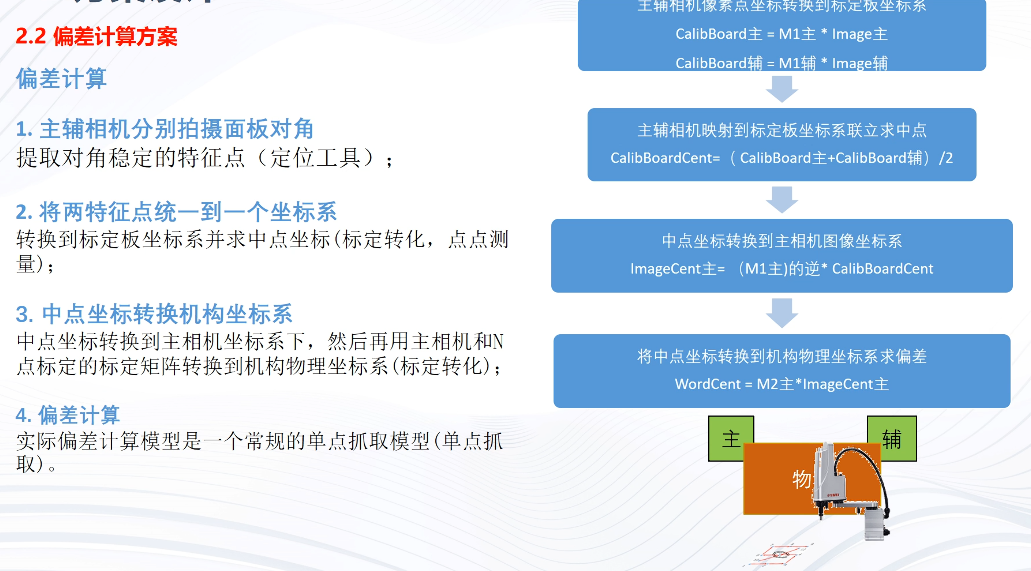 2.2 偏差计算方案
偏差计算
1. 主辅相机分别拍摄面板对角
提取对角稳定的特征点（定位工具）；
2. 将两特征点统一到一个坐标系
转换到标定板坐标系并求中点坐标(标定转化，点点测
量)；
3. 中点坐标转换机构坐标系
中点坐标转换到主相机坐标系下，然后再用主相机和N
点标定的标定矩阵转换到机构物理坐标系(标定转化)；
4. 偏差计算
实际偏差计算模型是一个常规的单点抓取模型(单点抓
取)。
主辅相机像素点坐标转换到标定板坐标系
CalibBoard主 = M1主 * Image主
CalibBoard辅 = M1辅 * Image辅
主辅相机映射到标定板坐标系联立求中点
CalibBoardCent=（ CalibBoard主+CalibBoard辅）/2
中点坐标转换到主相机图像坐标系
ImageCent主= （M1主)的逆* CalibBoardCent
将中点坐标转换到机构物理坐标系求偏差
WordCent = M2主*ImageCent主
主
辅
物